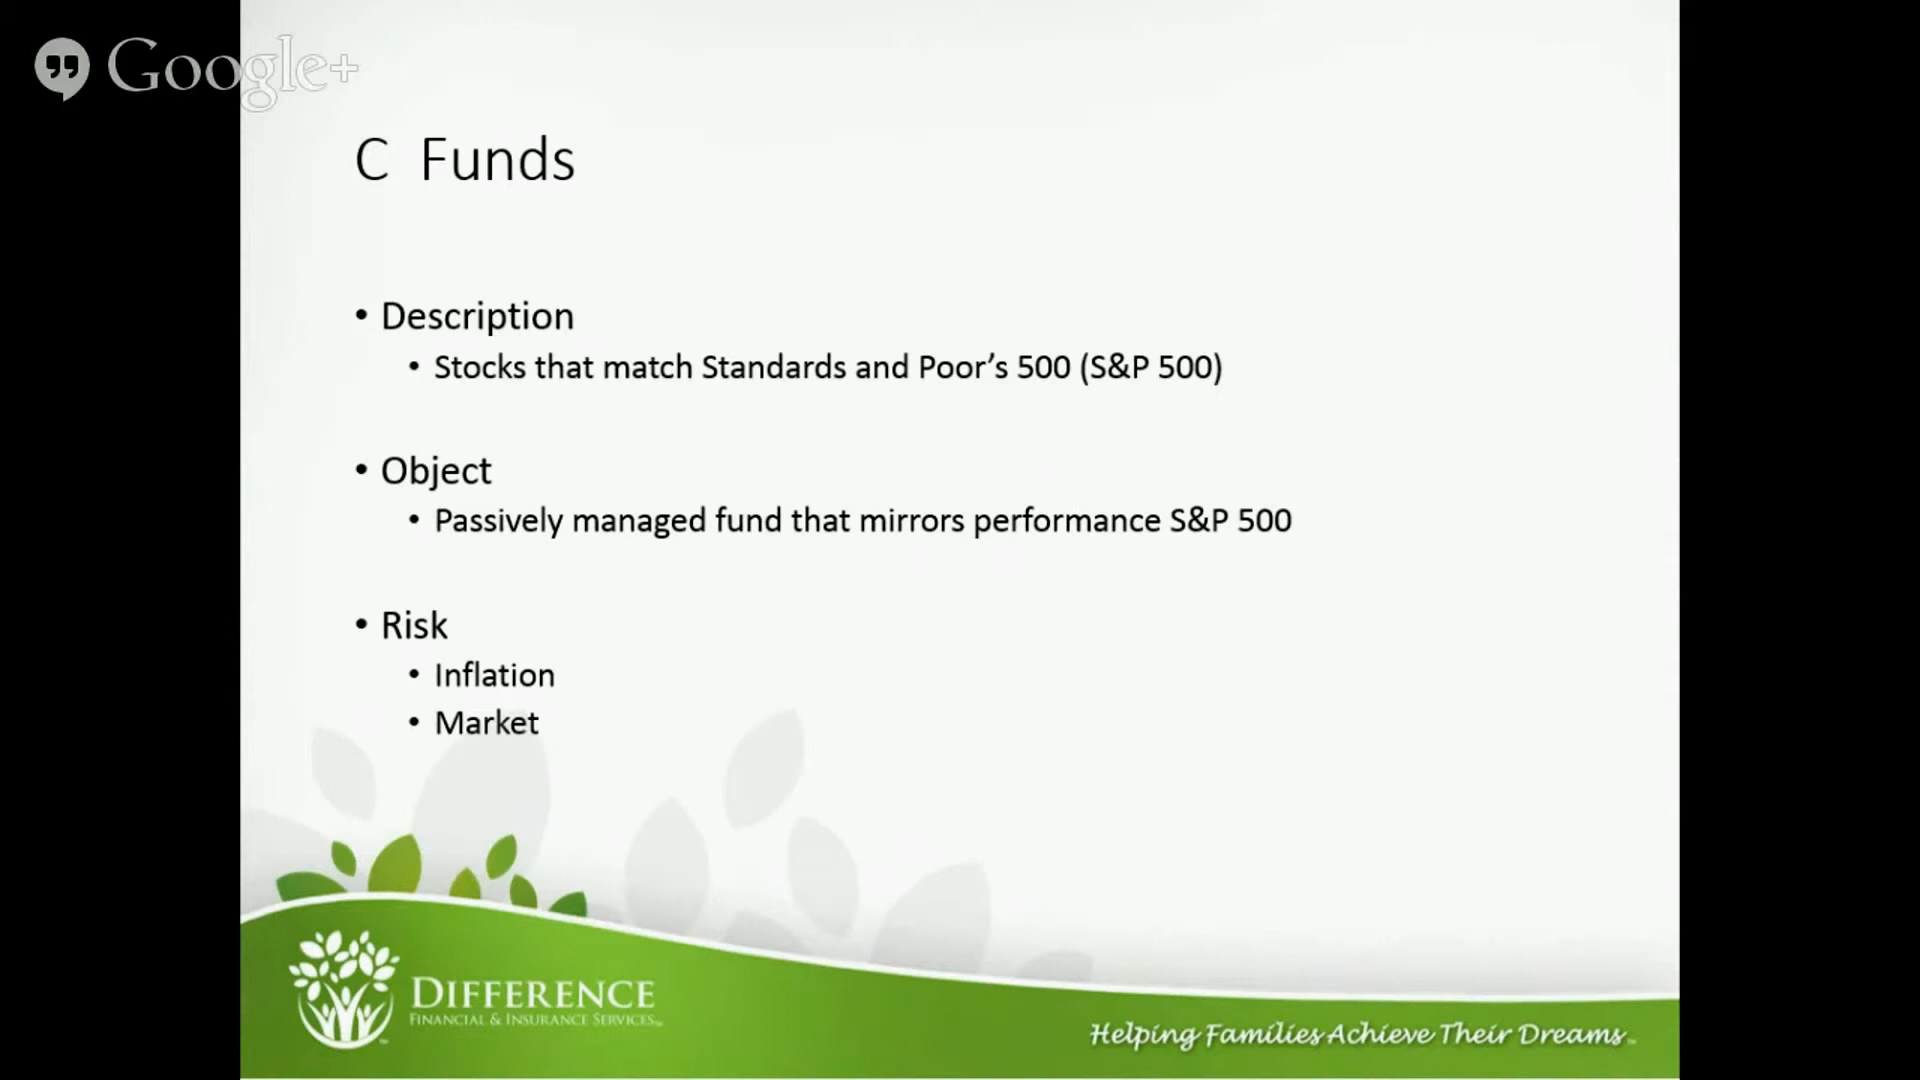 Google+
C Funds
• Description
• Stocks that match Standards and Poor's 500 (S&P 500)
• Object
• Passively managed fund that mirrors performance S&P 500
• Risk
• Inflation
• Market
DIFFERENCE
FINANCIAL & INSURANCE SERVICES
Helping Families Achieve Their Dreams